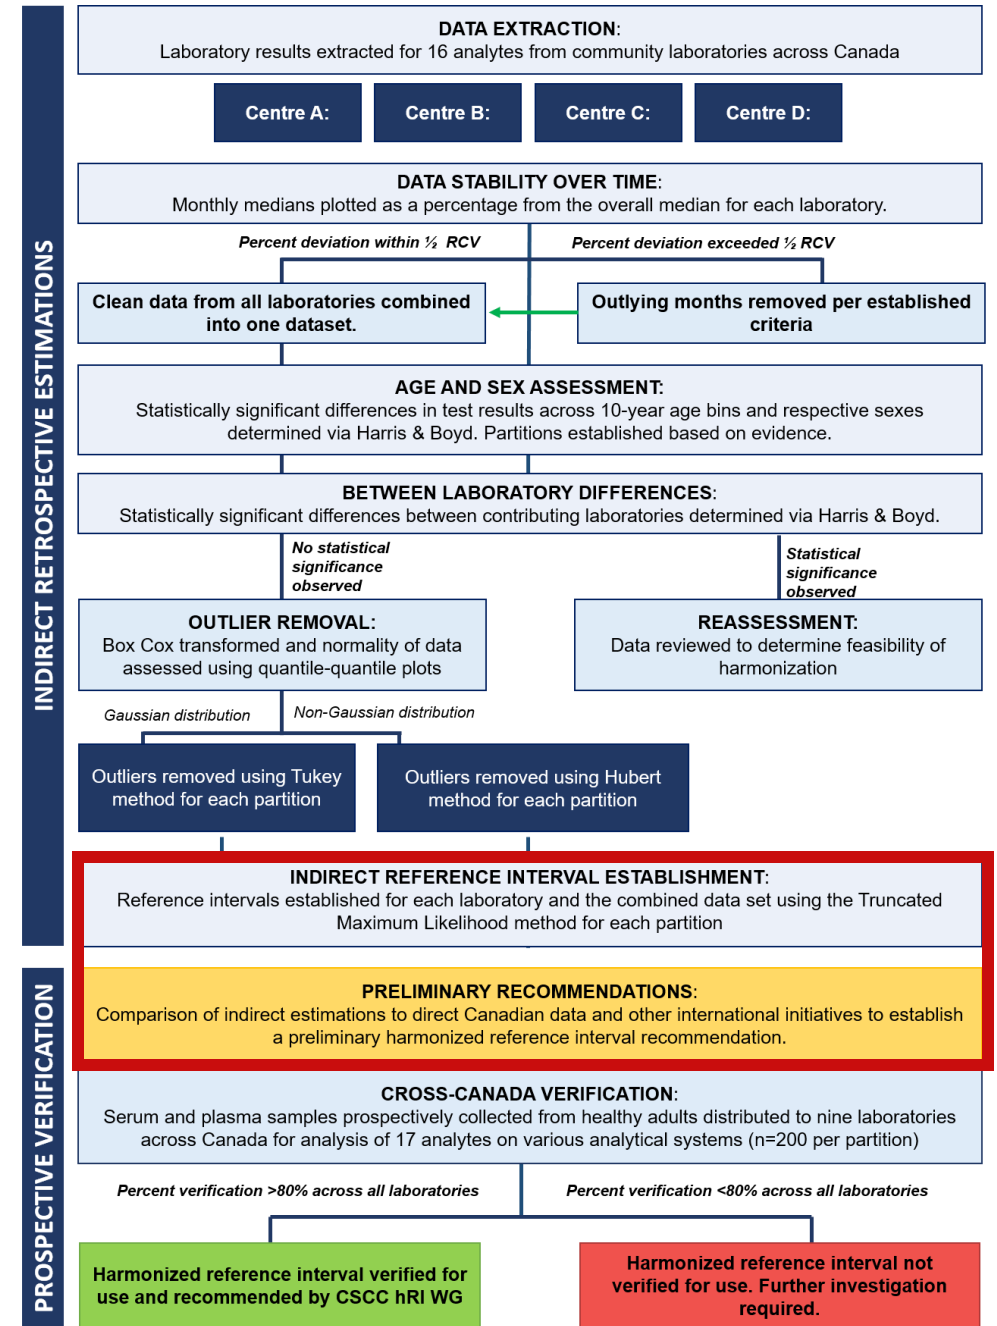 INDIRECT RETROSPECTIVE ESTIMATIONS
DATA EXTRACTION:
Laboratory results extracted for 16 analytes from community laboratories across Canada
Centre A:
Centre B:
Centre C:
Centre D:
DATA STABILITY OVER TIME:
Monthly medians plotted as a percentage from the overall median for each laboratory.
Percent deviation within ½ RCV
Percent deviation exceeded ½ RCV
Clean data from all laboratories combined
into one dataset.
Outlying months removed per established
criteria
AGE AND SEX ASSESSMENT:
Statistically significant differences in test results across 10-year age bins and respective sexes
determined via Harris & Boyd. Partitions established based on evidence.
BETWEEN LABORATORY DIFFERENCES:
Statistically significant differences between contributing laboratories determined via Harris & Boyd.
No statistical
significance
observed
Statistical
significance
observed
OUTLIER REMOVAL:
Box Cox transformed and normality of data
assessed using quantile-quantile plots
REASSESSMENT:
Data reviewed to determine feasibility of
harmonization
Gaussian distribution
Non-Gaussian distribution
Outliers removed using Tukey
method for each partition
Outliers removed using Hubert
method for each partition
INDIRECT REFERENCE INTERVAL ESTABLISHMENT:
Reference intervals established for each laboratory and the combined data set using the Truncated
Maximum Likelihood method for each partition
PROSPECTIVE VERIFICATION
PRELIMINARY RECOMMENDATIONS:
Comparison of indirect estimations to direct Canadian data and other international initiatives to establish
a preliminary harmonized reference interval recommendation.
CROSS-CANADA VERIFICATION:
Serum and plasma samples prospectively collected from healthy adults distributed to nine laboratories
across Canada for analysis of 17 analytes on various analytical systems (n=200 per partition)
Percent verification >80% across all laboratories
Percent verification <80% across all laboratories
Harmonized reference interval verified for
use and recommended by CSCC hRI WG
Harmonized reference interval not
verified for use. Further investigation
required.